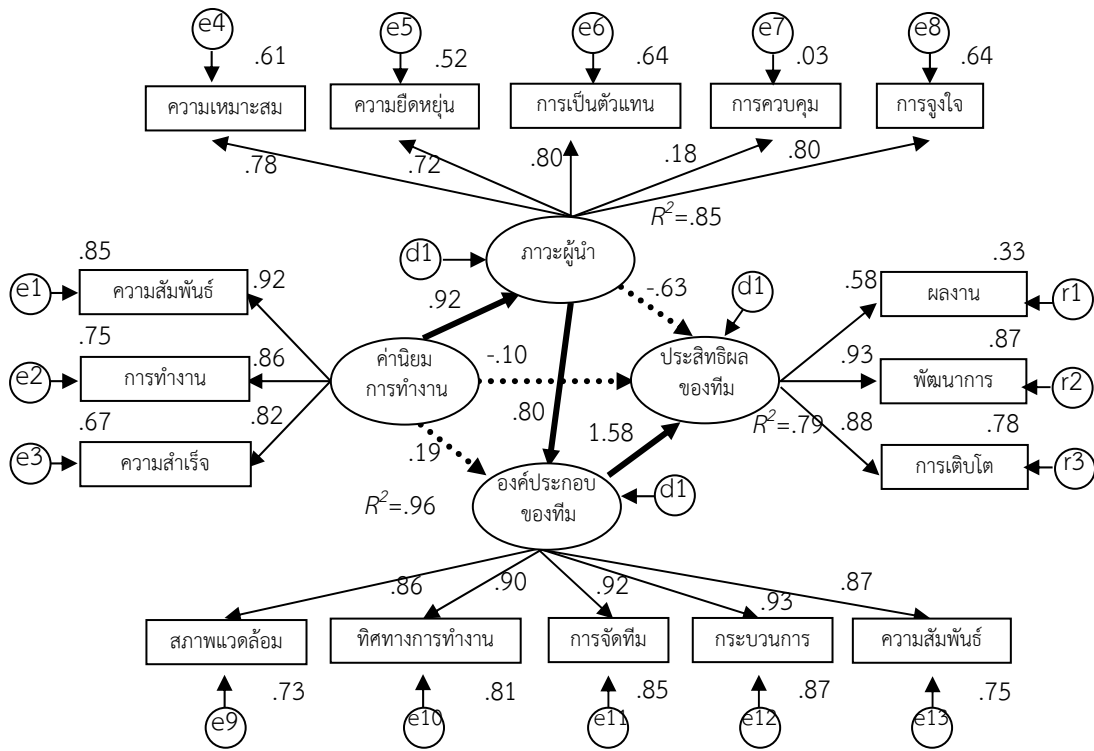 e4
e5
e6
e7
e8
.61
.52
.64
.03
.64
ความเหมาะสม
ความยืดหยุ่น
การเป็นตัวแทน
การควบคุม
การจูงใจ
.78
.72
.80
.18
.80
R²=.85
ภาวะผู้นำ
d1
.85
e1
ความสัมพันธ์
.92
.92
-.63
d1
.33
.58
ผลงาน
r1
.75
e2
การทำงาน
.86
ค่านิยม
การทำงาน
-.10
ประสิทธิผล
ของทีม
.93
.87
พัฒนาการ
r2
.67
e3
ความสำเร็จ
.82
.19
.80
1.58
R²=.79
.88
.78
การเติบโต
r3
R²=.96
องค์ประกอบ
ของทีม
d1
.86
.90
.92
.93
.87
สภาพแวดล้อม
ทิศทางการทำงาน
การจัดทีม
กระบวนการ
ความสัมพันธ์
.73
.81
.85
.87
.75
e9
e10
e11
e12
e13